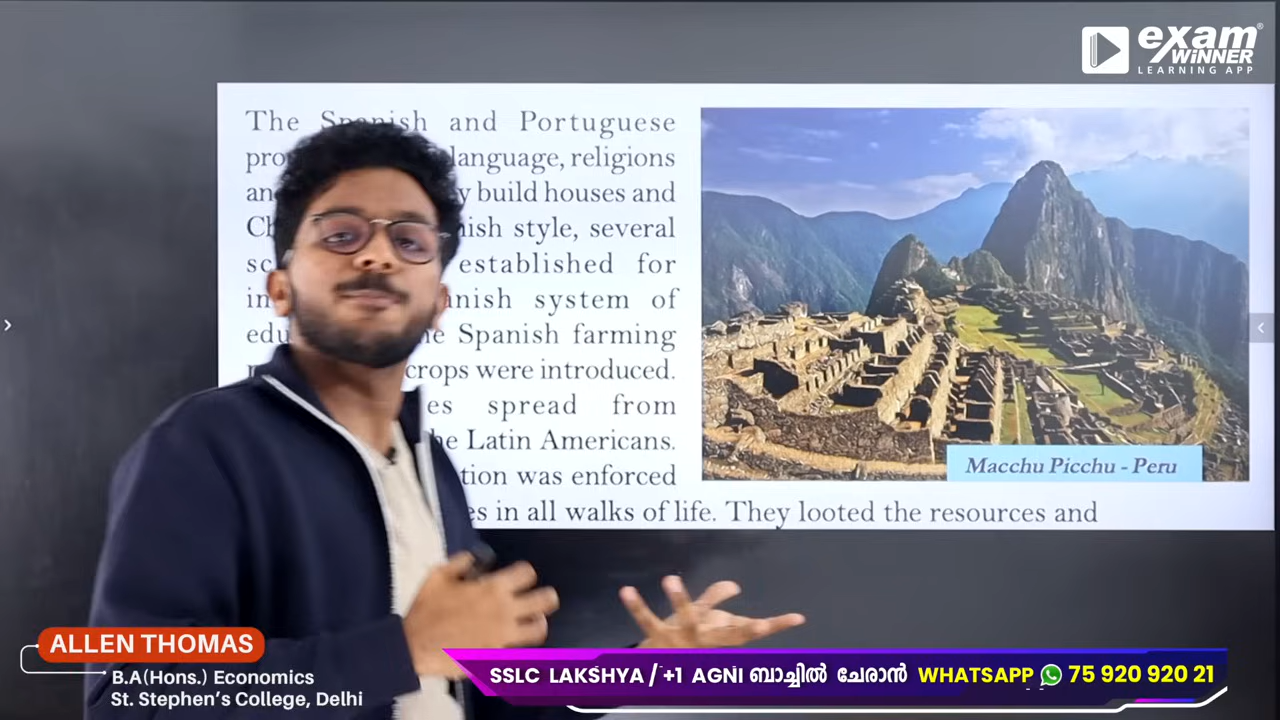 exam
WiNNER
LEARNING APP
The Spanish and Portuguese
language, religions
build houses and
style, several
established for
system of
Spanish farming
crops were introduced.
spread from
Latin Americans.
was enforced
in all walks of life. They looted the resources and
Macchu Picchu - Peru
ALLEN THOMAS
B.A(Hons.) Economics
St. Stephen's College, Delhi
SSLC LAKSHYA / +1 AGNI ബാച്ചിൽ ചേരാൻ WHATSAPP 75 920 920 21